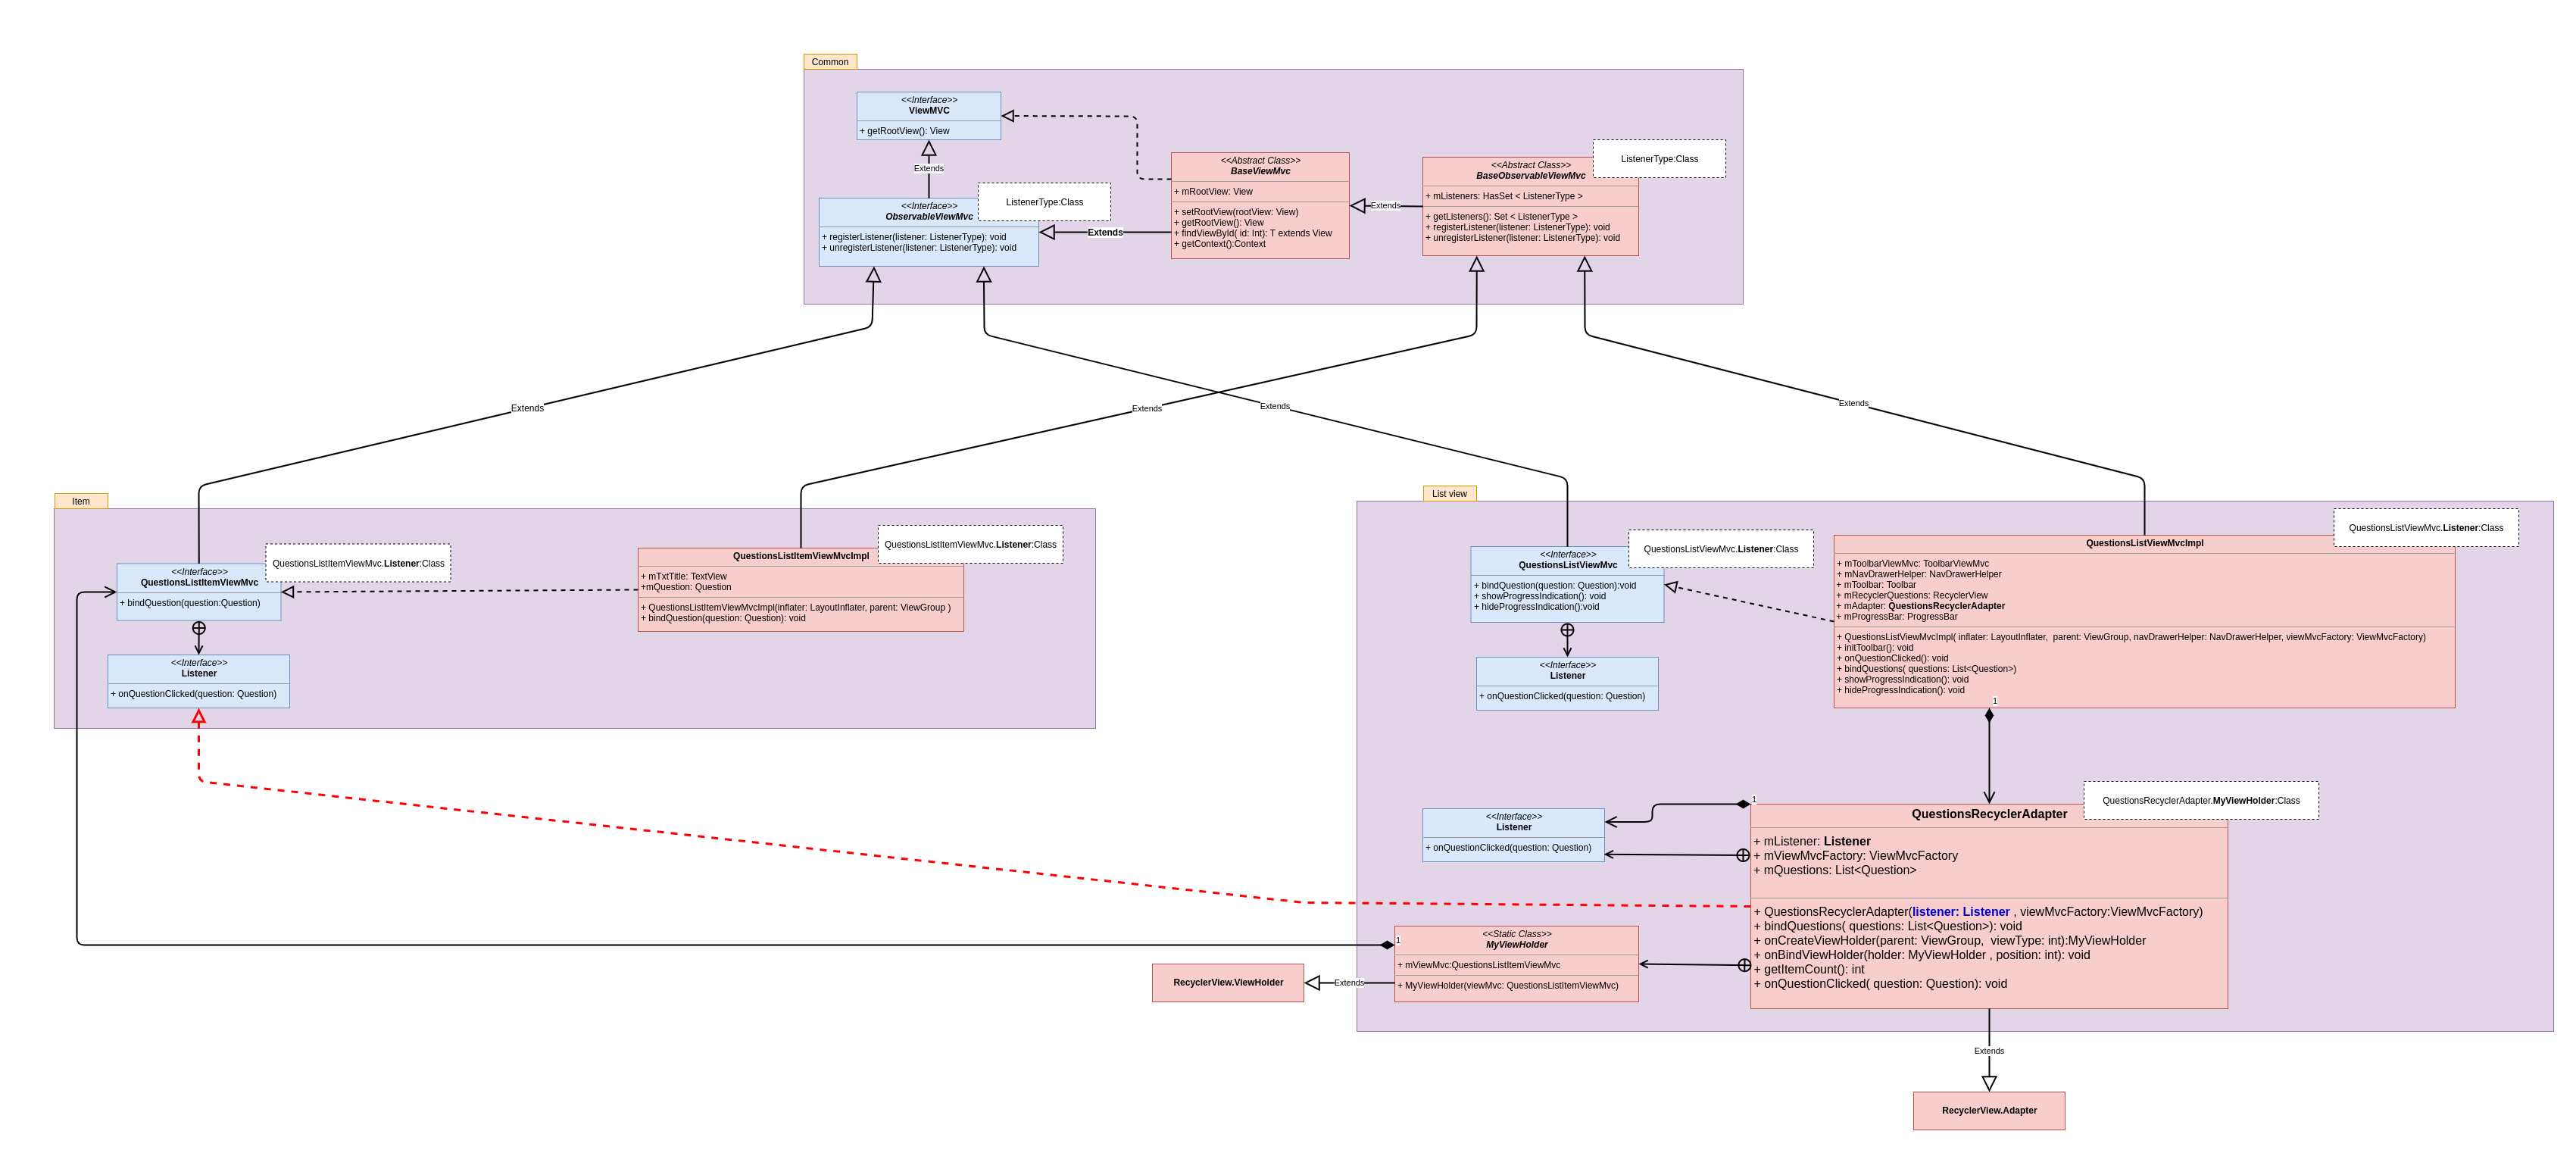 Common
<<Interface>>
ViewMVC
+ getRootView(): View
Extends
<<Interface>>
ObservableViewMvc
ListenerType:Class
+ registerListener(listener: ListenerType): void
+ unregisterListener(listener: ListenerType): void
Extends
<<Abstract Class>>
BaseViewMvc
+ mRootView: View
+ setRootView(rootView: View)
+ getRootView(): View
+ findViewById( id: Int): T extends View
+ getContext():Context
Extends
<<Abstract Class>>
BaseObservableViewMvc
ListenerType:Class
+ mListeners: HasSet < ListenerType >
+ getListeners(): Set < ListenerType >
+ registerListener(listener: ListenerType): void
+ unregisterListener(listener: ListenerType): void
Extends
Extends
Extends
Extends
Item
<<Interface>>
QuestionsListItemViewMvc
QuestionsListItemViewMvc.Listener:Class
+ bindQuestion(question:Question)
<<Interface>>
Listener
+ onQuestionClicked(question: Question)
QuestionsListItemViewMvcImpl
QuestionsListItemViewMvc.Listener:Class
+ mTxtTitle: TextView
+mQuestion: Question
+ QuestionsListItemViewMvcImpl(inflater: LayoutInflater, parent: ViewGroup )
+ bindQuestion(question: Question): void
List view
<<Interface>>
QuestionsListViewMvc
QuestionsListViewMvc.Listener:Class
+ bindQuestion(question: Question):void
+ showProgressIndication(): void
+ hideProgressIndication():void
<<Interface>>
Listener
+ onQuestionClicked(question: Question)
QuestionsListViewMvcImpl
QuestionsListViewMvc.Listener:Class
+ mToolbarViewMvc: ToolbarViewMvc
+ mNavDrawerHelper: NavDrawerHelper
+ mToolbar: Toolbar
+ mRecyclerQuestions: RecyclerView
+ mAdapter: QuestionsRecyclerAdapter
+ mProgressBar: ProgressBar
+ QuestionsListViewMvcImpl( inflater: LayoutInflater,  parent: ViewGroup, navDrawerHelper: NavDrawerHelper, viewMvcFactory: ViewMvcFactory)
+ initToolbar(): void
+ onQuestionClicked(): void
+ bindQuestions( questions: List<Question>)
+ showProgressIndication(): void
+ hideProgressIndication(): void
1
<<Interface>>
Listener
+ onQuestionClicked(question: Question)
1
QuestionsRecyclerAdapter
QuestionsRecyclerAdapter.MyViewHolder:Class
+ mListener: Listener
+ mViewMvcFactory: ViewMvcFactory
+ mQuestions: List<Question>
+ QuestionsRecyclerAdapter(listener: Listener , viewMvcFactory:ViewMvcFactory)
+ bindQuestions( questions: List<Question>): void
+ onCreateViewHolder(parent: ViewGroup,  viewType: int):MyViewHolder
+ onBindViewHolder(holder: MyViewHolder , position: int): void
+ getItemCount(): int
+ onQuestionClicked( question: Question): void
1
<<Static Class>>
MyViewHolder
+ mViewMvc:QuestionsListItemViewMvc
+ MyViewHolder(viewMvc: QuestionsListItemViewMvc)
Extends
RecyclerView.ViewHolder
Extends
RecyclerView.Adapter